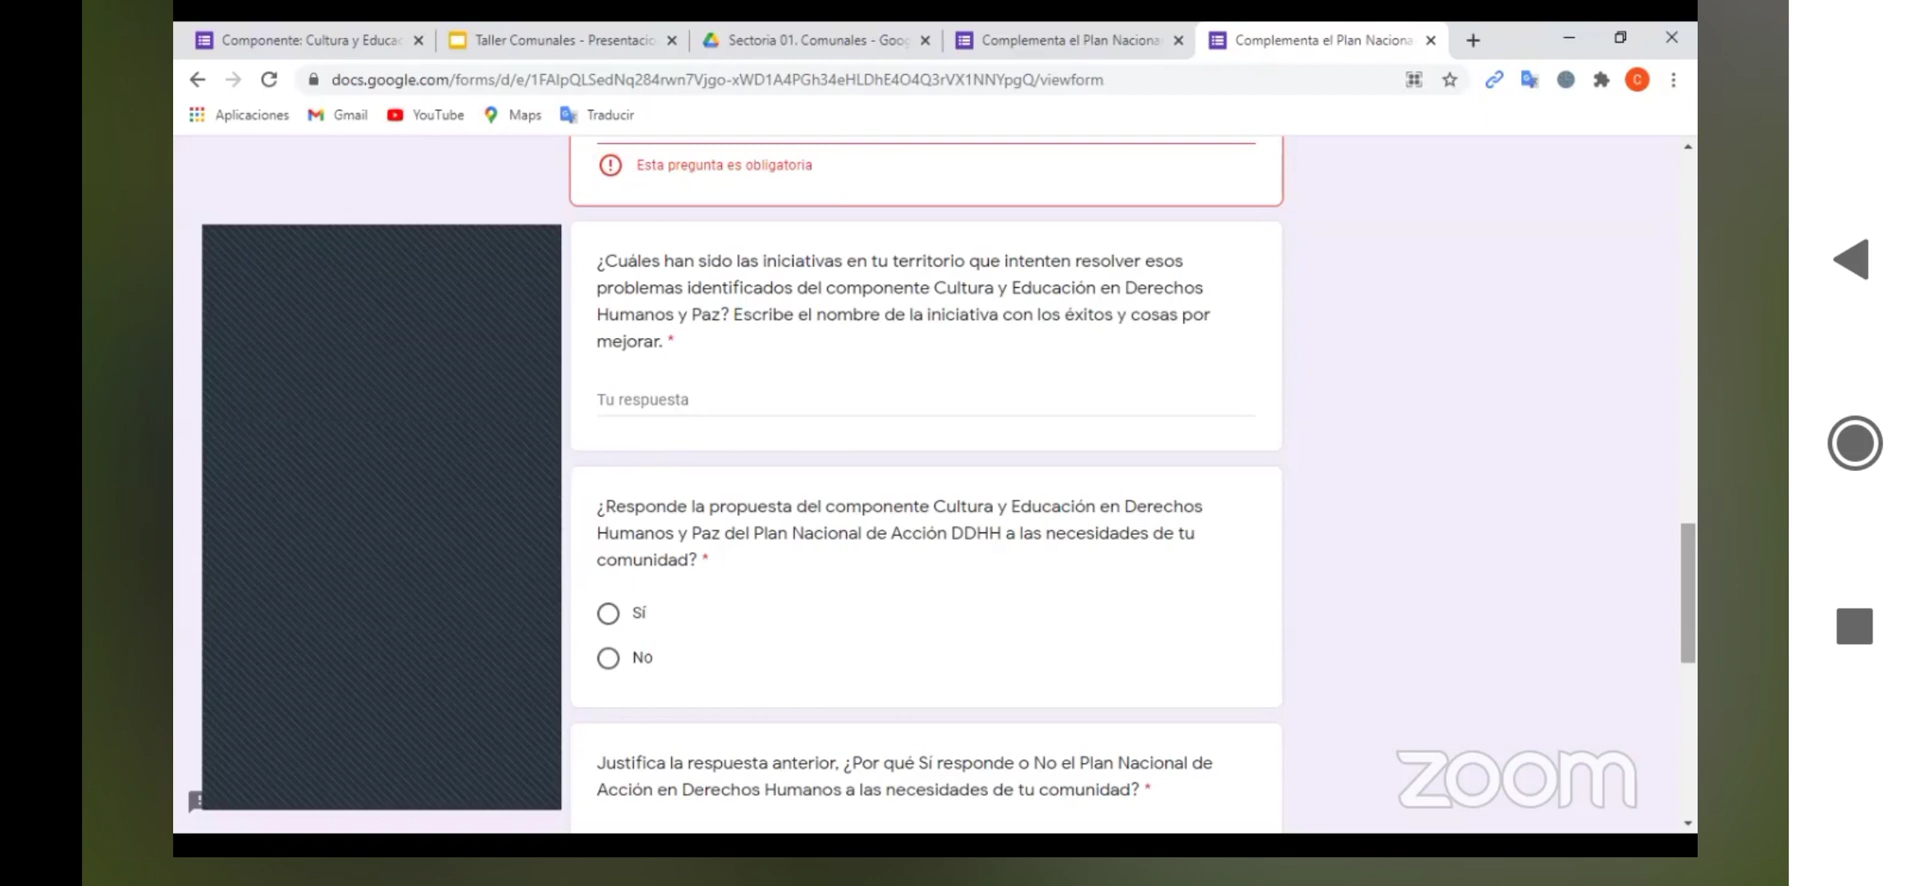 Componente: Cultura y Educac
Taller Comunales - Presentacio
Sectoria 01. Comunales - Goog
Complementa el Plan Naciona
Complementa el Plan Naciona
docs.google.com/forms/d/e/1FAIpQLSedNq284rwn7Vjgo-xWD1A4PGh34eHLDhE4O4Q3rVX1NNYpgQ/viewform
C
Aplicaciones
Gmail
YouTube
Maps
Traducir
Esta pregunta es obligatoria
¿Cuáles han sido las iniciativas en tu territorio que intenten resolver esos
problemas identificados del componente Cultura y Educación en Derechos
Humanos y Paz? Escribe el nombre de la iniciativa con los éxitos y cosas por
mejorar. *
Tu respuesta
¿Responde la propuesta del componente Cultura y Educación en Derechos
Humanos y Paz del Plan Nacional de Acción DDHH a las necesidades de tu
comunidad? *
Sí
No
Justifica la respuesta anterior, ¿Por qué Sí responde o No el Plan Nacional de
Acción en Derechos Humanos a las necesidades de tu comunidad? *
zoom